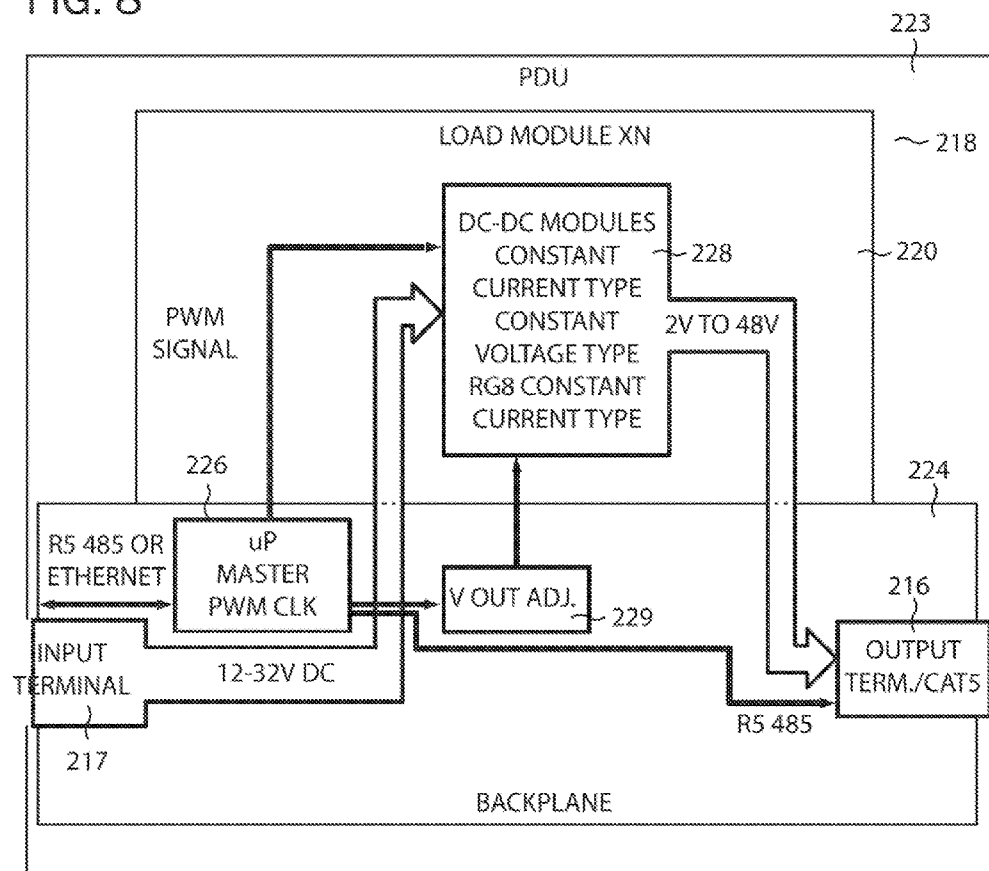 FIG. 8
223
PDU
LOAD MODULE XN
218
DC-DC MODULES
CONSTANT
CURRENT TYPE
CONSTANT
VOLTAGE TYPE
RG8 CONSTANT
CURRENT TYPE
228
220
PWM
SIGNAL
2V TO 48V
226
224
R5 485 OR
ETHERNET
uP
MASTER
PWM CLK
V OUT ADJ.
229
216
OUTPUT
TERM./CAT5
INPUT
TERMINAL
12-32V DC
R5 485
217
BACKPLANE